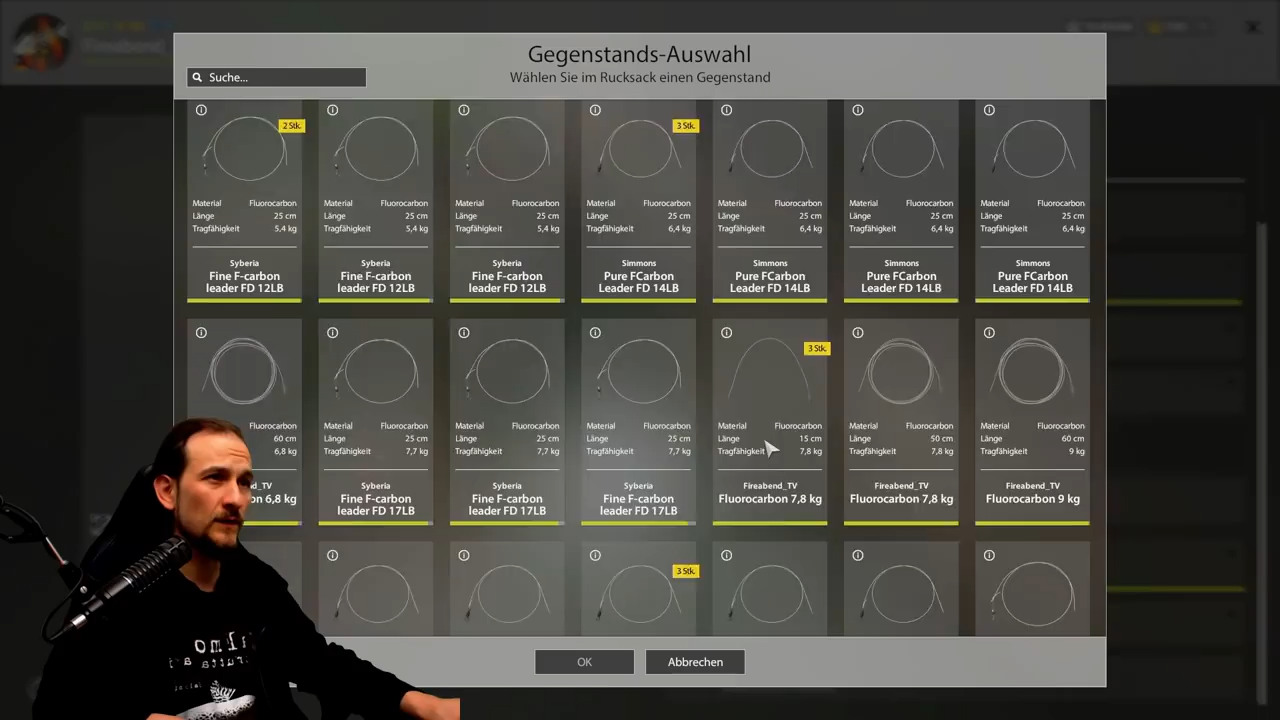 Fireabend
Gegenstands-Auswahl
Wählen Sie im Rucksack einen Gegenstand
Suche...
2 Stk.
Material Fluorocarbon
Länge 25 cm
Tragfähigkeit 5,4 kg
Syberia
Fine F-carbon
leader FD 12LB
Material Fluorocarbon
Länge 25 cm
Tragfähigkeit 5,4 kg
Syberia
Fine F-carbon
leader FD 12LB
Material Fluorocarbon
Länge 25 cm
Tragfähigkeit 5,4 kg
Syberia
Fine F-carbon
leader FD 12LB
3 Stk.
Material Fluorocarbon
Länge 25 cm
Tragfähigkeit 6,4 kg
Simmons
Pure FCarbon
Leader FD 14LB
Material Fluorocarbon
Länge 25 cm
Tragfähigkeit 6,4 kg
Simmons
Pure FCarbon
Leader FD 14LB
Material Fluorocarbon
Länge 25 cm
Tragfähigkeit 6,4 kg
Simmons
Pure FCarbon
Leader FD 14LB
Material Fluorocarbon
Länge 25 cm
Tragfähigkeit 6,4 kg
Simmons
Pure FCarbon
Leader FD 14LB
Fluorocarbon
60 cm
6,8 kg
d_TV
on 6,8 kg
Material Fluorocarbon
Länge 25 cm
Tragfähigkeit 7,7 kg
Syberia
Fine F-carbon
leader FD 17LB
Material Fluorocarbon
Länge 25 cm
Tragfähigkeit 7,7 kg
Syberia
Fine F-carbon
leader FD 17LB
Material Fluorocarbon
Länge 25 cm
Tragfähigkeit 7,7 kg
Syberia
Fine F-carbon
leader FD 17LB
3 Stk.
Material Fluorocarbon
Länge 15 cm
Tragfähigkeit 7,8 kg
Fireabend_TV
Fluorocarbon 7,8 kg
Material Fluorocarbon
Länge 50 cm
Tragfähigkeit 7,8 kg
Fireabend_TV
Fluorocarbon 7,8 kg
Material Fluorocarbon
Länge 60 cm
Tragfähigkeit 9 kg
Fireabend_TV
Fluorocarbon 9 kg
3 Stk.
OK
Abbrechen